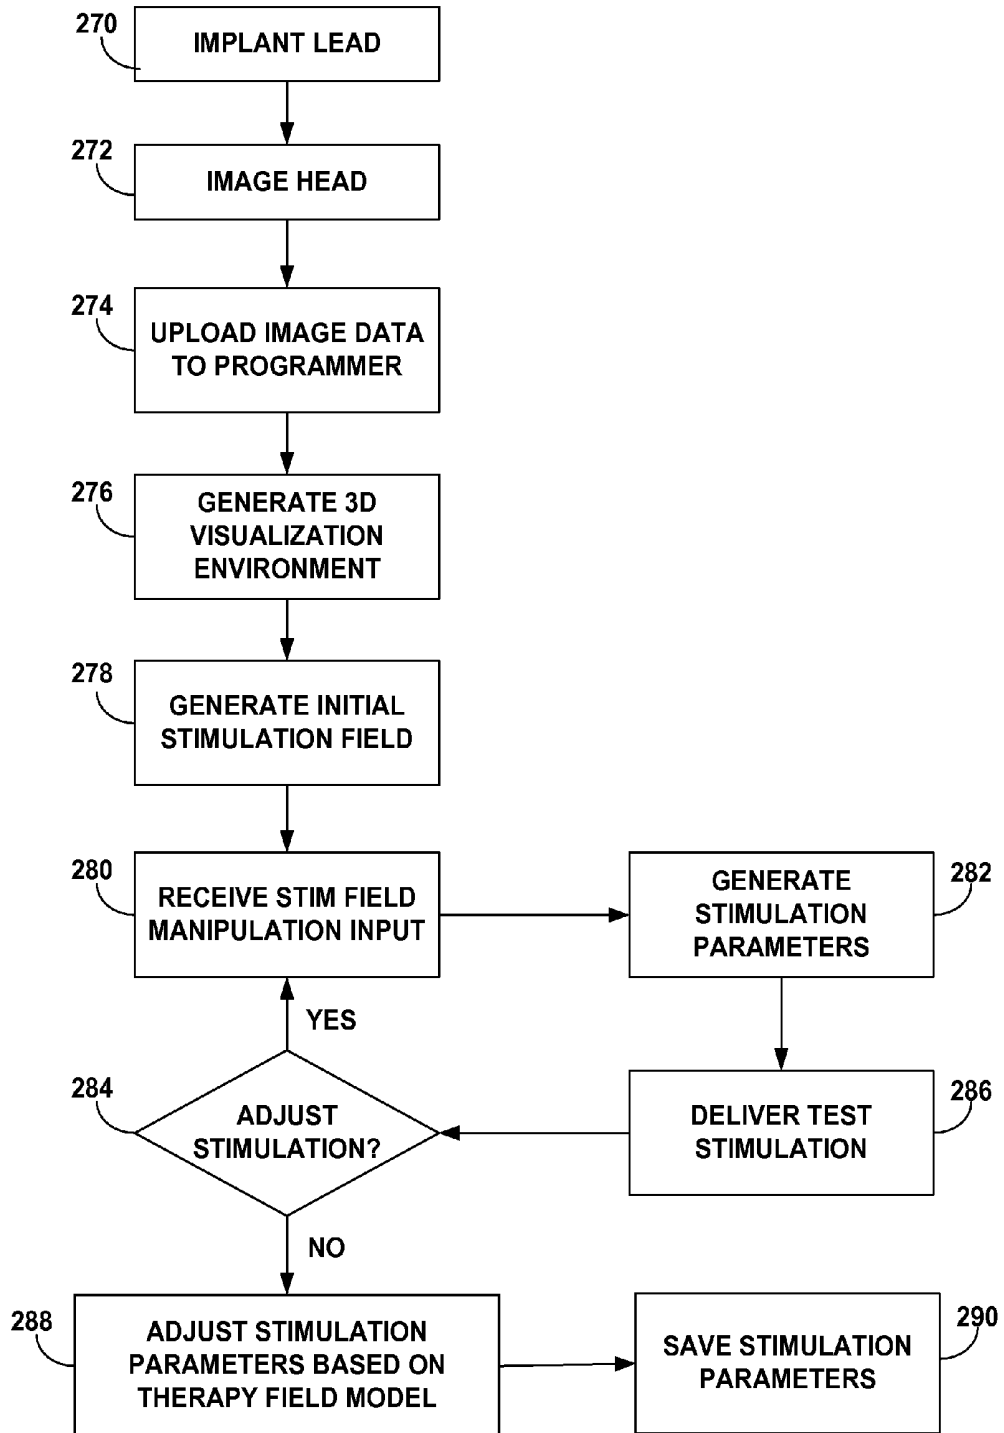 270
IMPLANT LEAD
272
IMAGE HEAD
274
UPLOAD IMAGE DATA
TO PROGRAMMER
276
GENERATE 3D
VISUALIZATION
ENVIRONMENT
278
GENERATE INITIAL
STIMULATION FIELD
280
RECEIVE STIM FIELD
MANIPULATION INPUT
282
GENERATE
STIMULATION
PARAMETERS
YES
284
ADJUST
STIMULATION?
286
DELIVER TEST
STIMULATION
NO
288
ADJUST STIMULATION
PARAMETERS BASED ON
THERAPY FIELD MODEL
290
SAVE STIMULATION
PARAMETERS